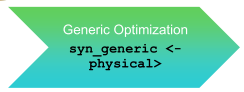 Generic Optimization
syn_generic <-
physical>